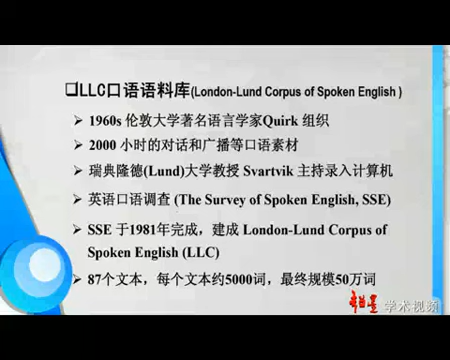 ❑LLC口语语料库(London-Lund Corpus of Spoken English )
➢ 1960s 伦敦大学著名语言学家Quirk 组织
➢ 2000 小时的对话和广播等口语素材
➢ 瑞典隆德(Lund)大学教授 Svartvik 主持录入计算机
➢ 英语口语调查 (The Survey of Spoken English, SSE)
➢ SSE 于1981年完成，建成 London-Lund Corpus of
Spoken English (LLC)
➢ 87个文本，每个文本约5000词，最终规模50万词
学术视频